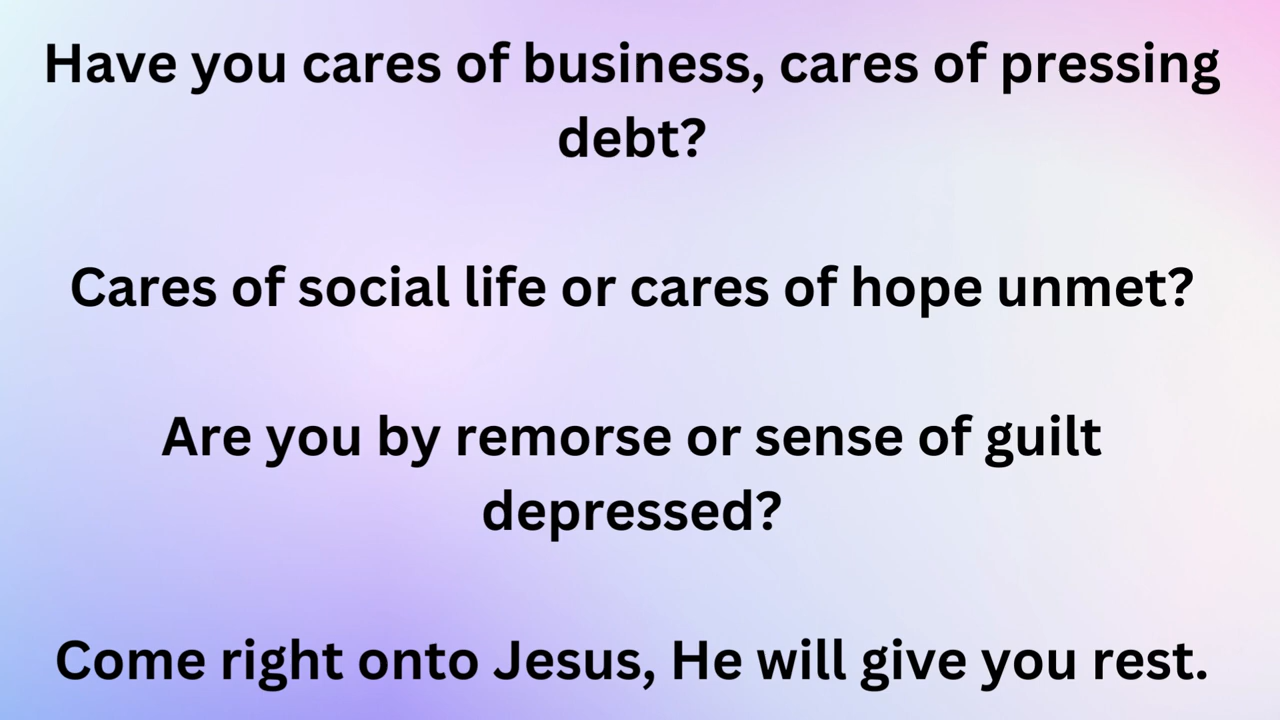 Have you cares of business, cares of pressing
debt?
Cares of social life or cares of hope unmet?
Are you by remorse or sense of guilt
depressed?
Come right onto Jesus, He will give you rest.